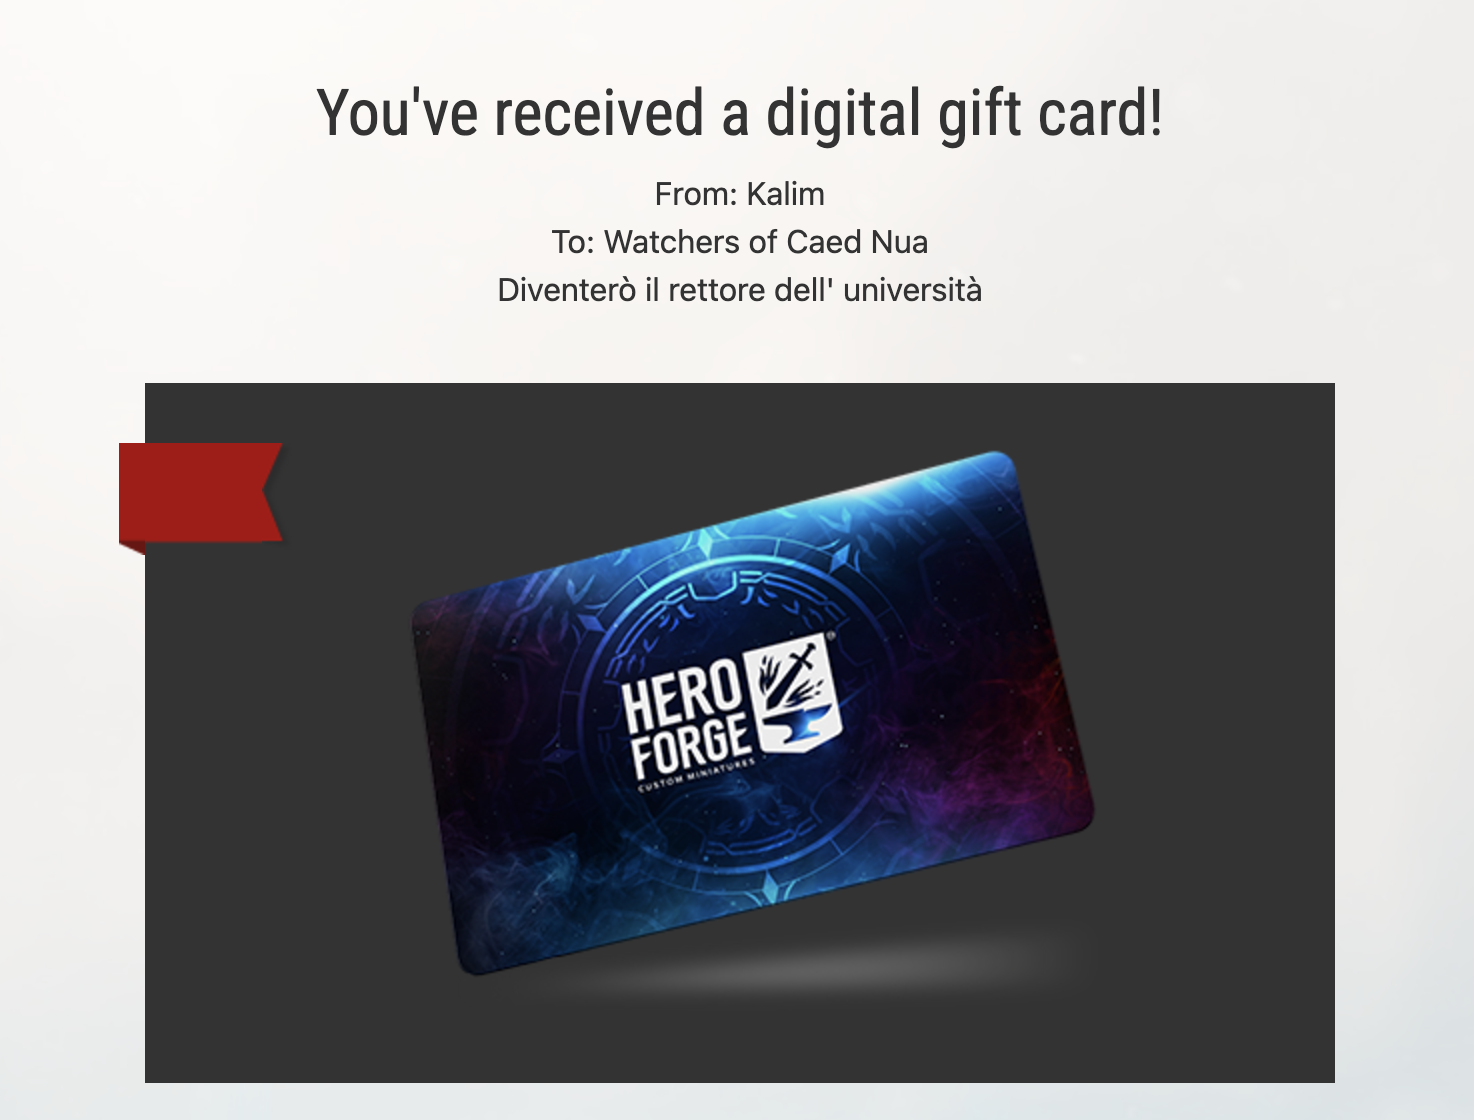 You've received a digital gift card!
From: Kalim
To: Watchers of Caed Nua
Diventerò il rettore dell' università
HERO
FORGE
CUSTOM MINIATURES